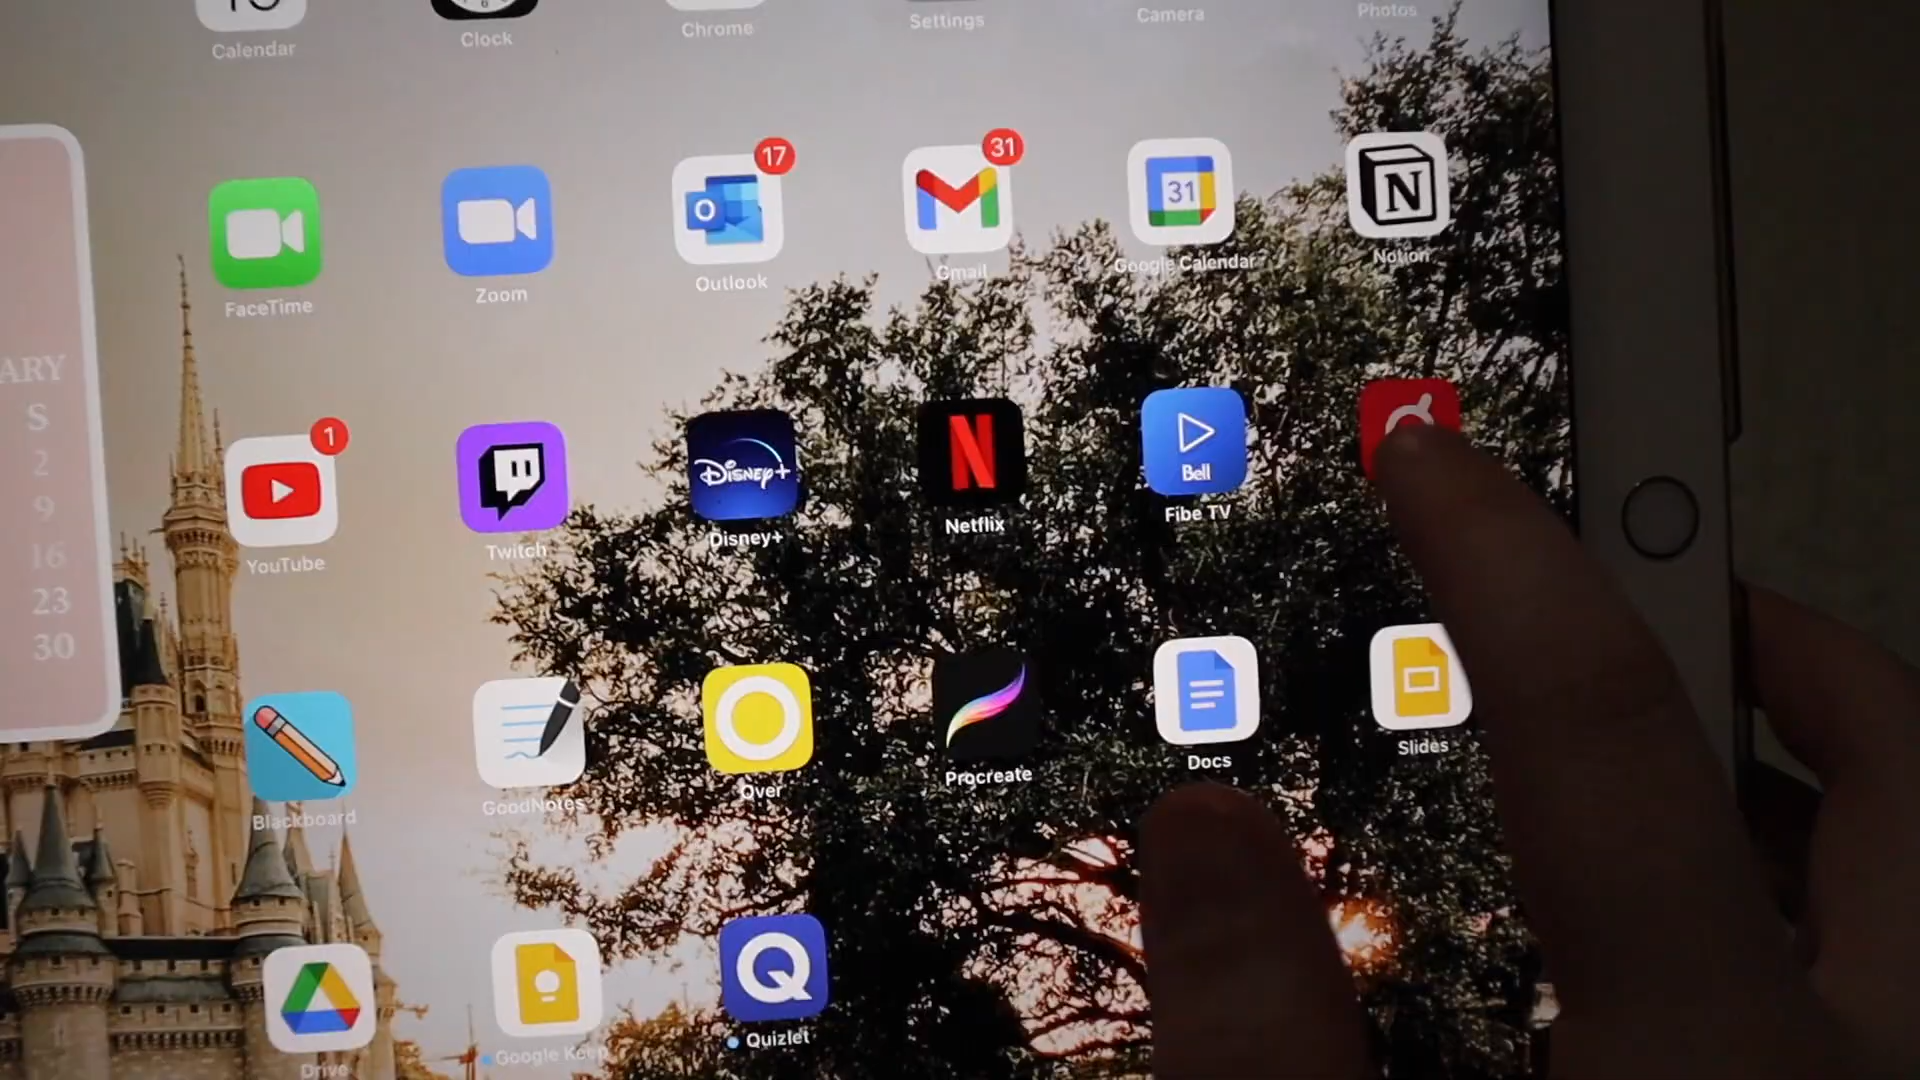 Calendar
Clock
Chrome
Settings
Camera
Photos
17
31
O
31
N
FaceTime
Zoom
Outlook
Gmail
Google Calendar
Notion
ARY
S
2
9
16
23
30
1
Disney+
N
Bell
YouTube
Twitch
Disney+
Netflix
Fibe TV
Blackboard
GoodNotes
Over
Procreate
Docs
Slides
Q
Drive
Google Keep
Quizlet